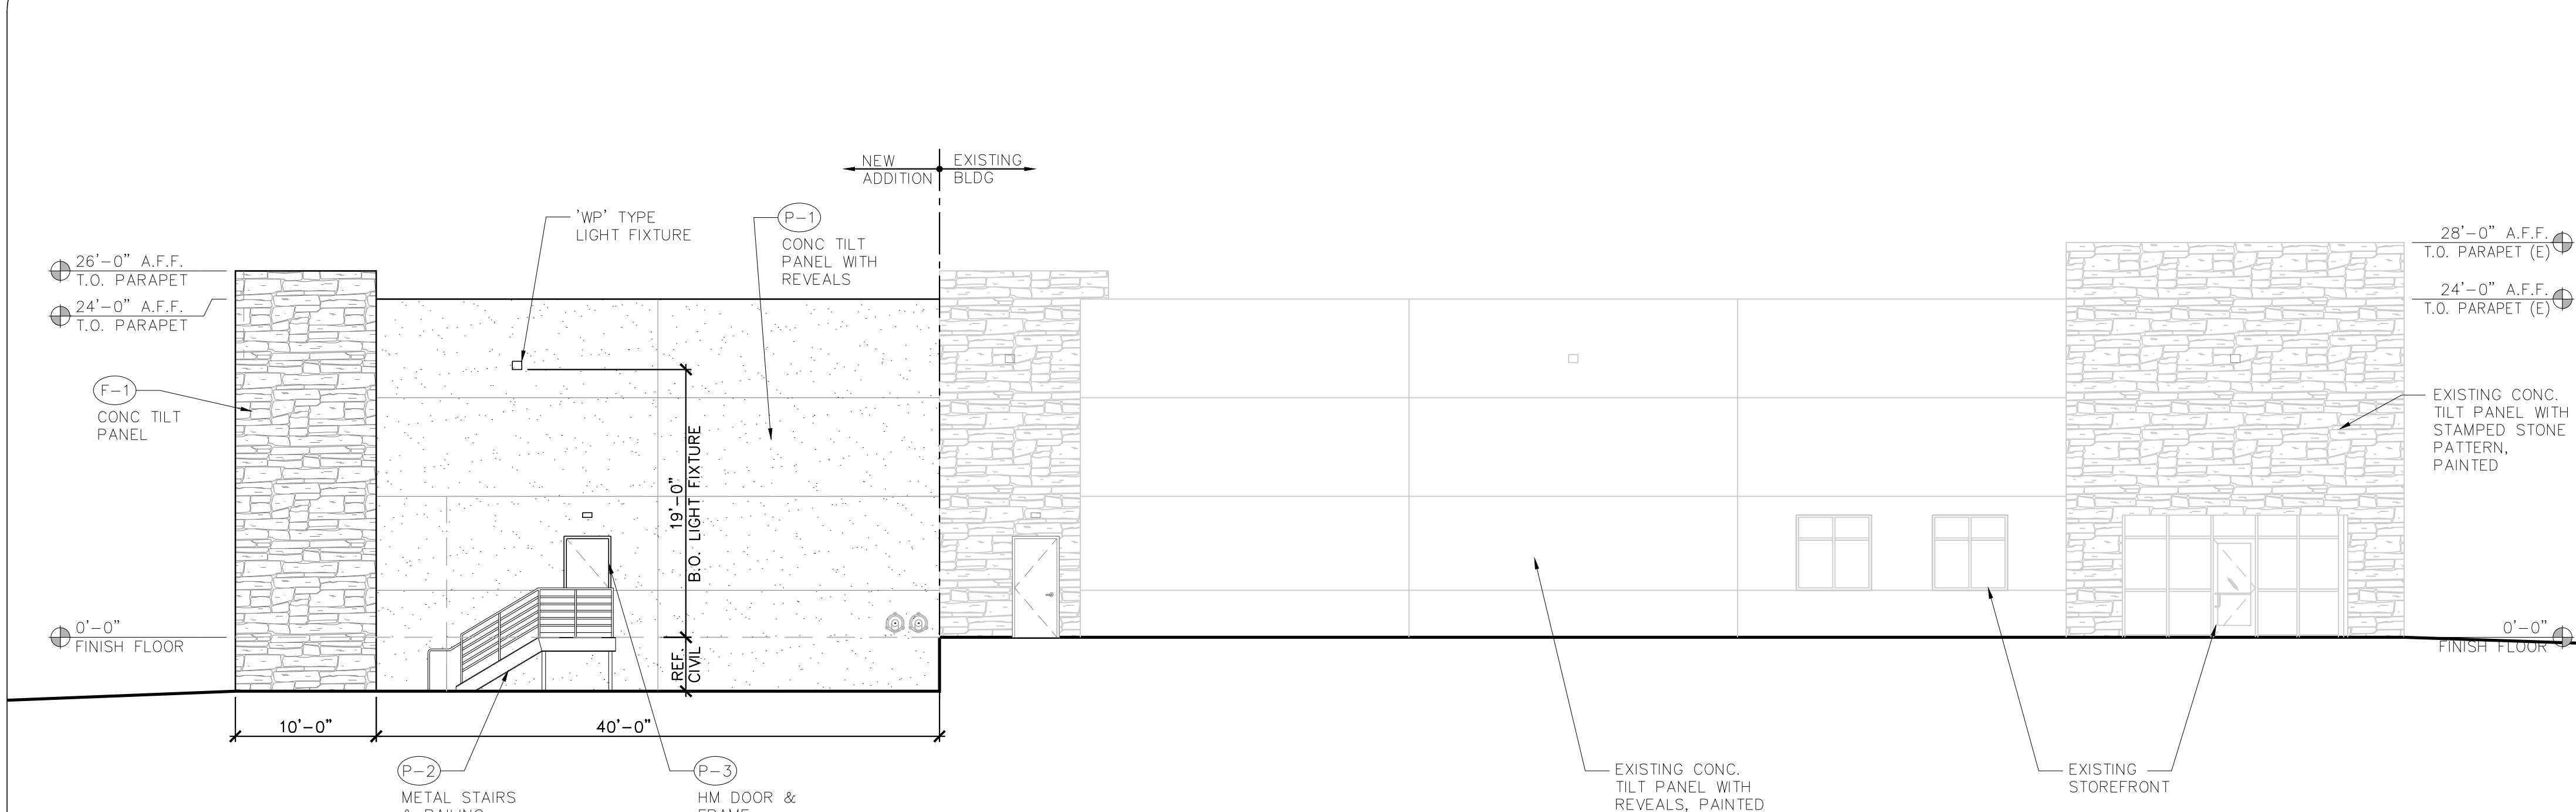 NEW
ADDITION
EXISTING
BLDG
'WP' TYPE
LIGHT FIXTURE
P-1
CONC TILT
PANEL WITH
REVEALS
26'-0" A.F.F.
T.O. PARAPET
24'-0" A.F.F.
T.O. PARAPET
28'-0" A.F.F.
T.O. PARAPET (E)
24'-0" A.F.F.
T.O. PARAPET (E)
F-1
CONC TILT
PANEL
EXISTING CONC.
TILT PANEL WITH
STAMPED STONE
PATTERN,
PAINTED
19'-0"
B.O. LIGHT FIXTURE
REF.
CIVIL
0'-0"
FINISH FLOOR
0'-0"
FINISH FLOOR
10'-0"
40'-0"
P-2
METAL STAIRS
& RAILING
P-3
HM DOOR &
FRAME
EXISTING CONC.
TILT PANEL WITH
REVEALS, PAINTED
EXISTING
STOREFRONT